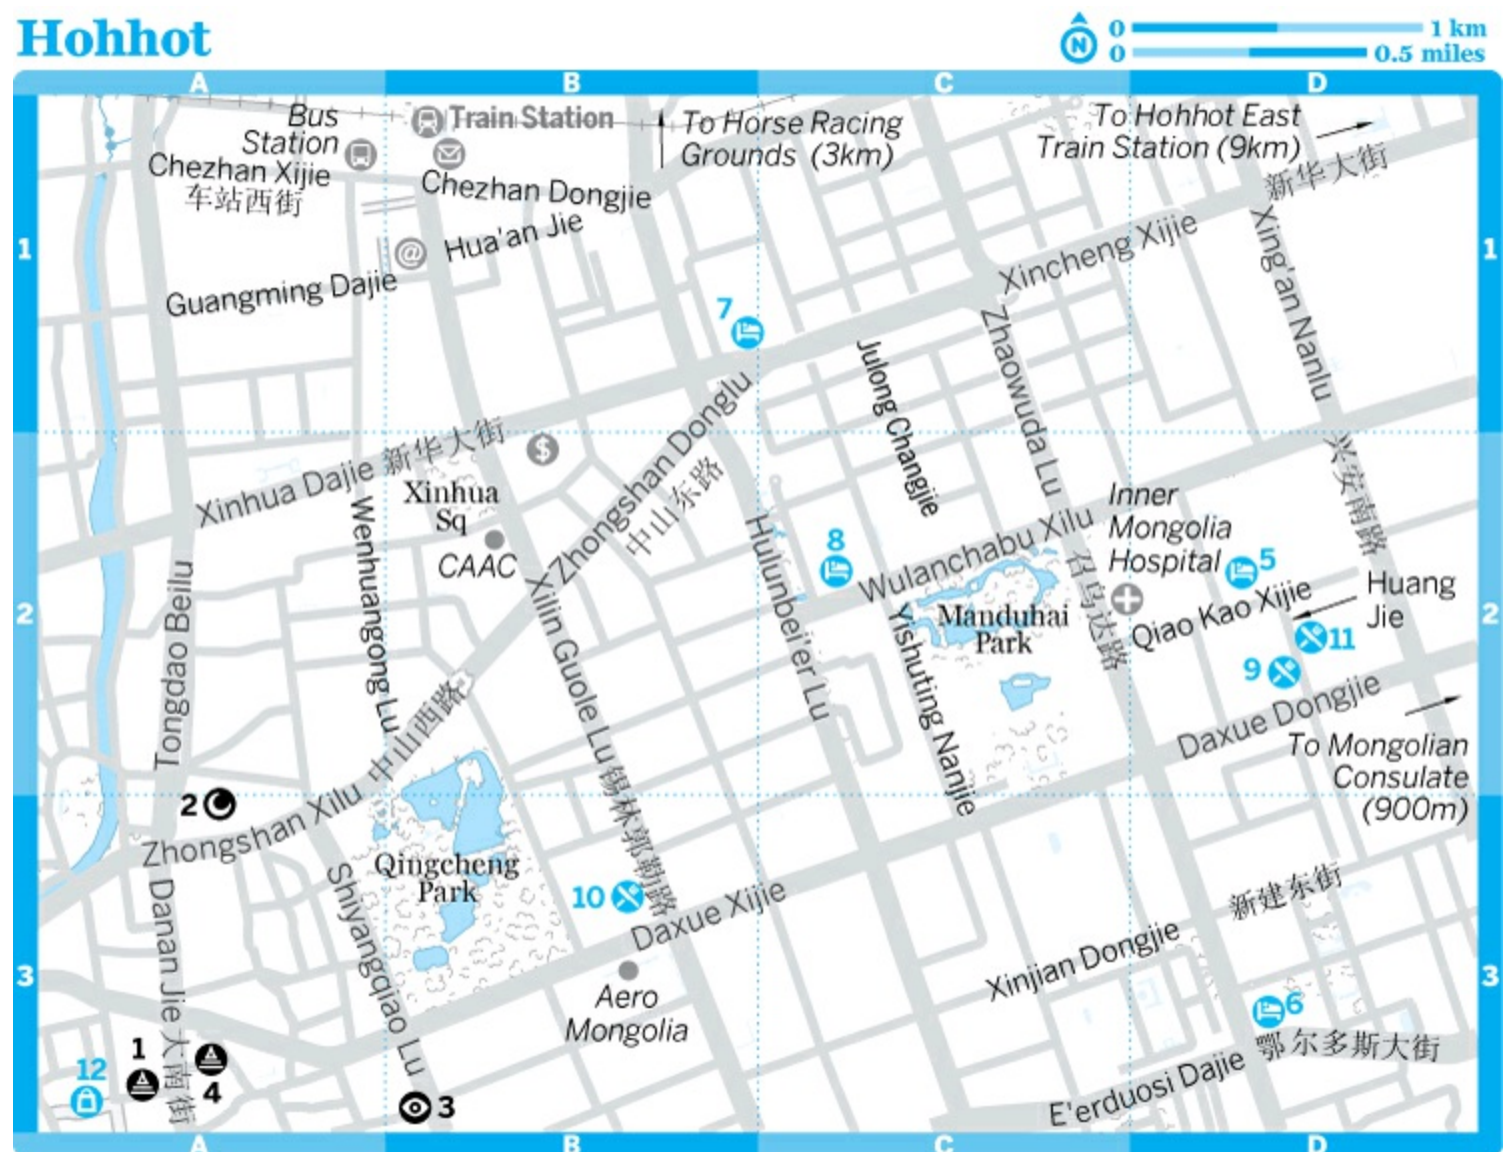 Hohhot
N
0 1 km
0 0.5 miles
A
B
C
D
Bus
Station
Train Station
To Horse Racing
Grounds (3km)
To Hohhot East
Train Station (9km)
Chezhan Xijie
车站西街
Chezhan Dongjie
新华大街
1
1
@
Hua'an Jie
Xincheng Xijie
Xing'an Nanlu
Guangming Dajie
7
Zhaowuda Lu
Julong Changjie
Xinhua Dajie
新华大街
$
Zhongshan Donglu
中山东路
Xinhua
Sq
CAAC
Wenhuangong Lu
Tongdao Beilu
Xilin Guole Lu
锡林郭勒路
Hulunbei'er Lu
8
Wulanchabu Xilu
召乌达路
Inner
Mongolia
Hospital
5
兴安南路
Huang
Jie
2
2
Manduhai
Park
Qiao Kao Xijie
11
9
Yishuting Nanjie
Daxue Dongjie
To Mongolian
Consulate
(900m)
中山西路
2
Zhongshan Xilu
Qingcheng
Park
Shiyangqiao Lu
Danan Jie
大南街
10
Daxue Xijie
新建东街
Xinjian Dongjie
3
3
Aero
Mongolia
6
鄂尔多斯大街
E'erduosi Dajie
12
1
4
3
A
B
C
D